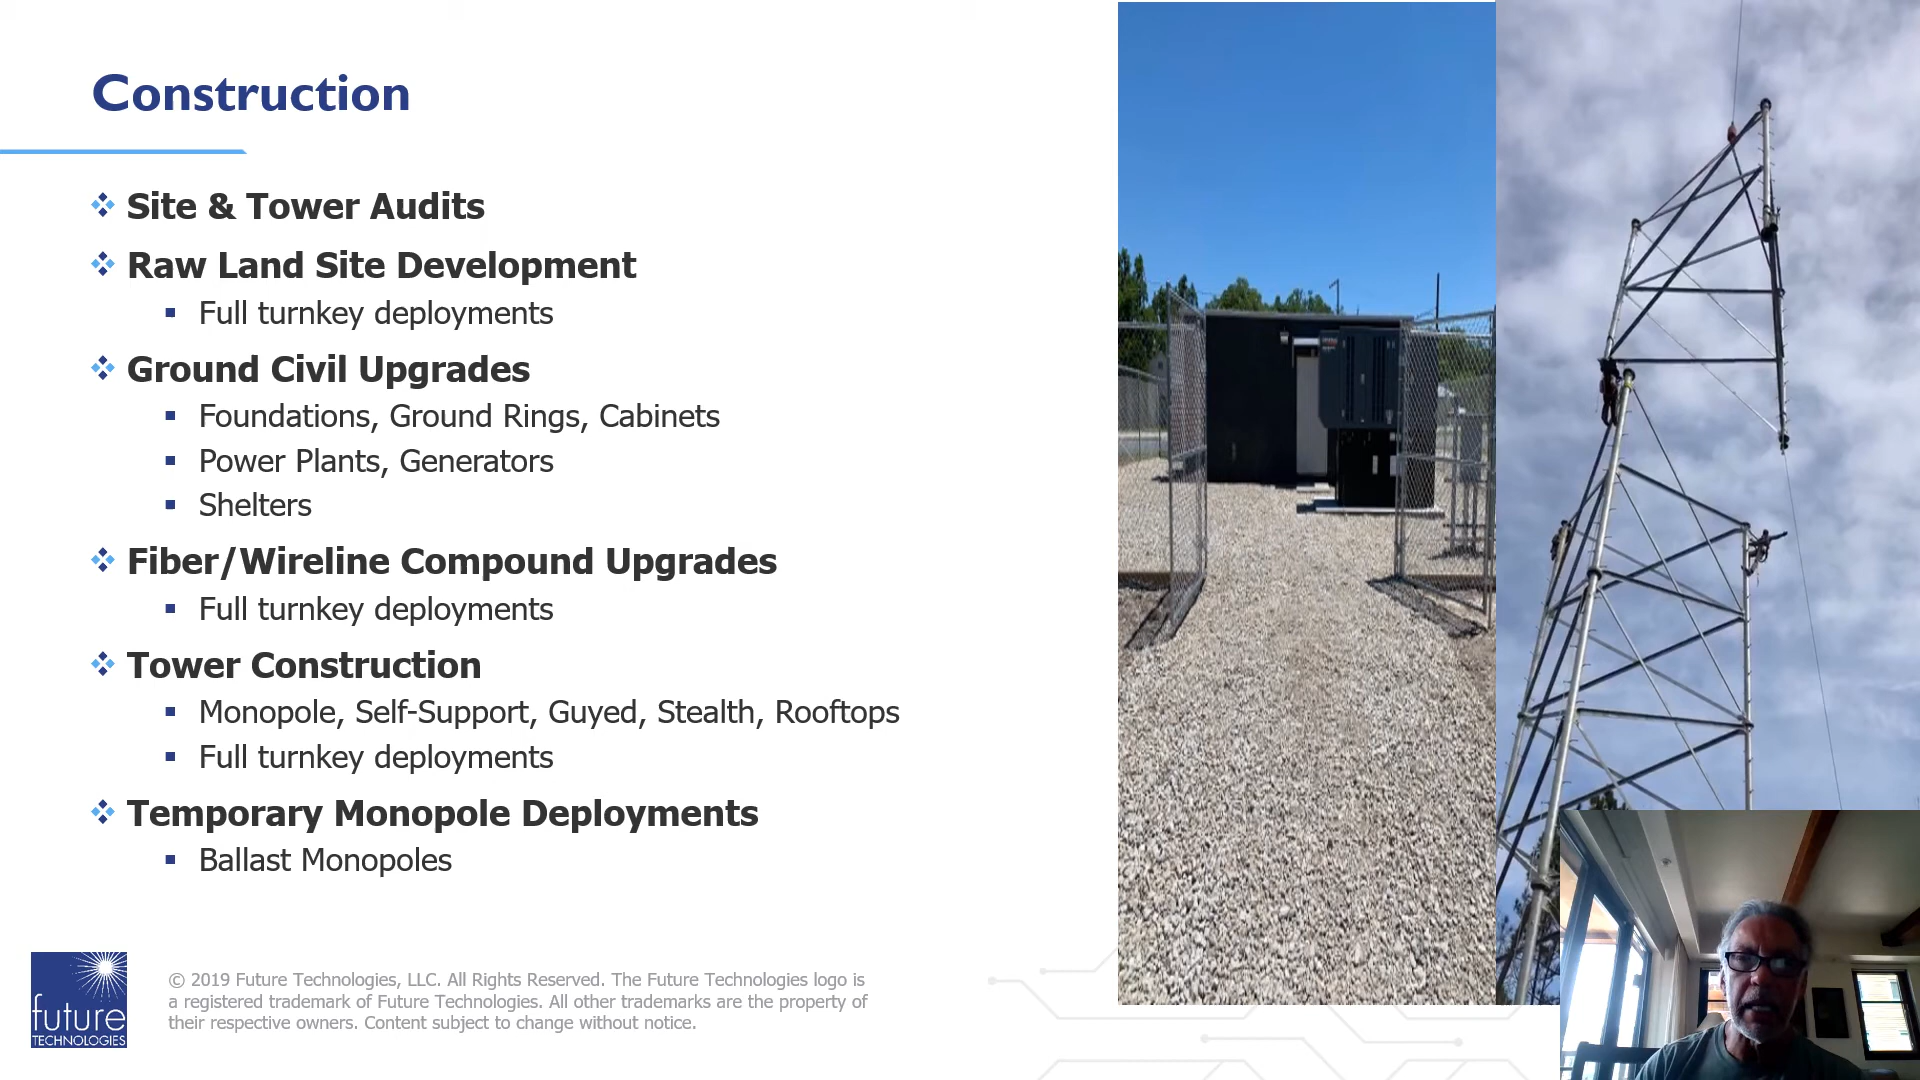 Construction
Site & Tower Audits
Raw Land Site Development
Full turnkey deployments
Ground Civil Upgrades
Foundations, Ground Rings, Cabinets
Power Plants, Generators
Shelters
Fiber/Wireline Compound Upgrades
Full turnkey deployments
Tower Construction
Monopole, Self-Support, Guyed, Stealth, Rooftops
Full turnkey deployments
Temporary Monopole Deployments
Ballast Monopoles
future
TECHNOLOGIES
© 2019 Future Technologies, LLC. All Rights Reserved. The Future Technologies logo is
a registered trademark of Future Technologies. All other trademarks are the property of
their respective owners. Content subject to change without notice.